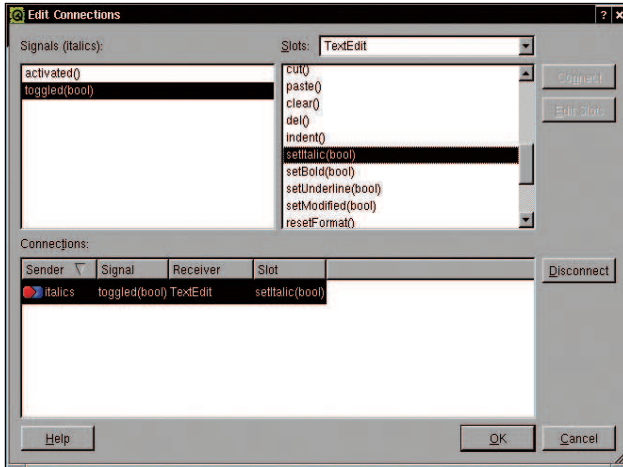 Edit Connections
? x
Signals (italics):
Slots: TextEdit
activated()
toggled(bool)
cut()
paste()
clear()
del()
indent()
setItalic(bool)
setBold(bool)
setUnderline(bool)
setModified(bool)
resetFormat()
Connect
Edit Slots
Connections:
Sender Signal Receiver Slot
italics toggled(bool) TextEdit setItalic(bool)
Disconnect
Help
OK
Cancel